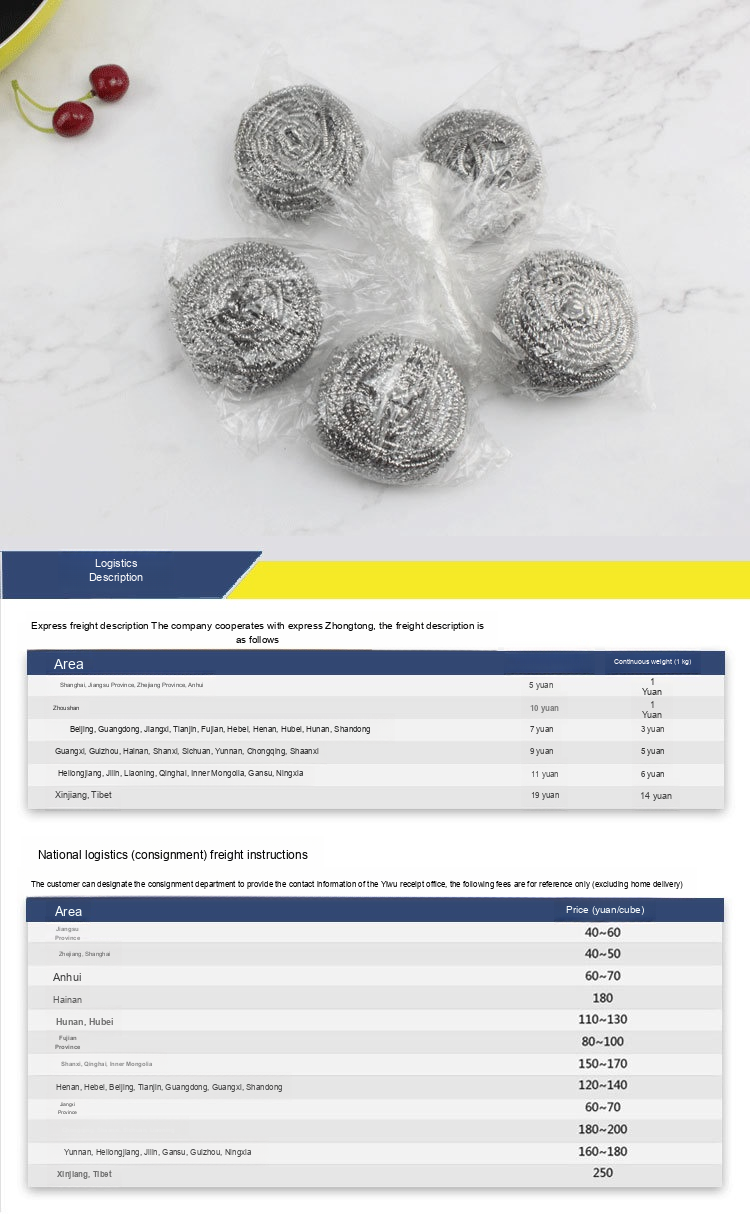 Logistics
Description
Express freight description The company cooperates with express Zhongtong, the freight description is
as follows
Area
Continuous weight (1 kg)
Shanghai, Jiangsu Province, Zhejiang Province, Anhui
5 yuan
1
Yuan
Zhoushan
10 yuan
1
Yuan
Beijing, Guangdong, Jiangxi, Tianjin, Fujian, Hebei, Henan, Hubei, Hunan, Shandong
7 yuan
3 yuan
Guangxi, Guizhou, Hainan, Shanxi, Sichuan, Yunnan, Chongqing, Shaanxi
9 yuan
5 yuan
Heilongjiang, Jilin, Liaoning, Qinghai, Inner Mongolia, Gansu, Ningxia
11 yuan
6 yuan
Xinjiang, Tibet
19 yuan
14 yuan
National logistics (consignment) freight instructions
The customer can designate the consignment department to provide the contact information of the Yiwu receipt office, the following fees are for reference only (excluding home delivery)
Area
Price (yuan/cube)
Jiangsu
Province
40~60
Zhejiang, Shanghai
40~50
Anhui
60~70
Hainan
180
Hunan, Hubei
110~130
Fujian
Province
80~100
Shanxi, Qinghai, Inner Mongolia
150~170
Henan, Hebei, Beijing, Tianjin, Guangdong, Guangxi, Shandong
120~140
Jiangxi
Province
60~70
180~200
Yunnan, Heilongjiang, Jilin, Gansu, Guizhou, Ningxia
160~180
Xinjiang, Tibet
250